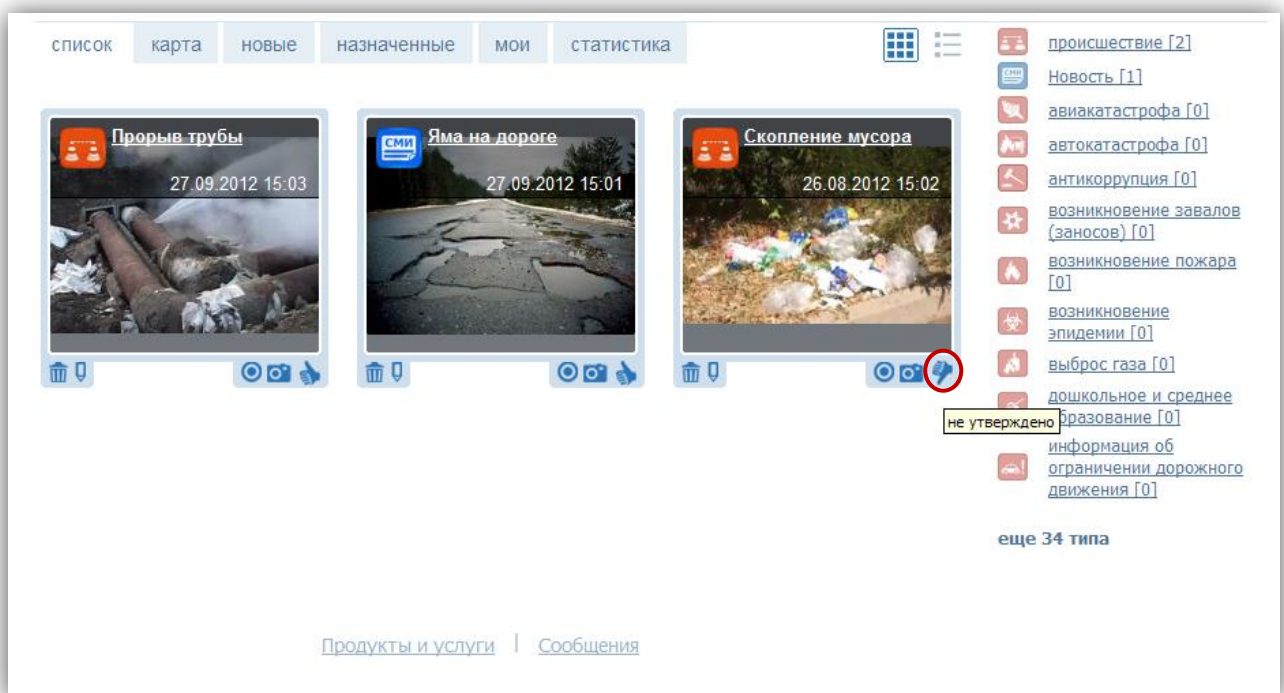 список карта новые назначенные мои статистика
Прорыв трубы
27.09.2012 15:03
СМИ Яма на дороге
27.09.2012 15:01
Скопление мусора
26.08.2012 15:02
не утверждено
происшествие [2]
СМИ Новость [1]
авиакатастрофа [0]
автокатастрофа [0]
антикоррупция [0]
возникновение завалов
(заносов) [0]
возникновение пожара
[0]
возникновение
эпидемии [0]
выброс газа [0]
дошкольное и среднее
бразование [0]
информация об
ограничении дорожного
движения [0]
еще 34 типа
Продукты и услуги | Сообщения